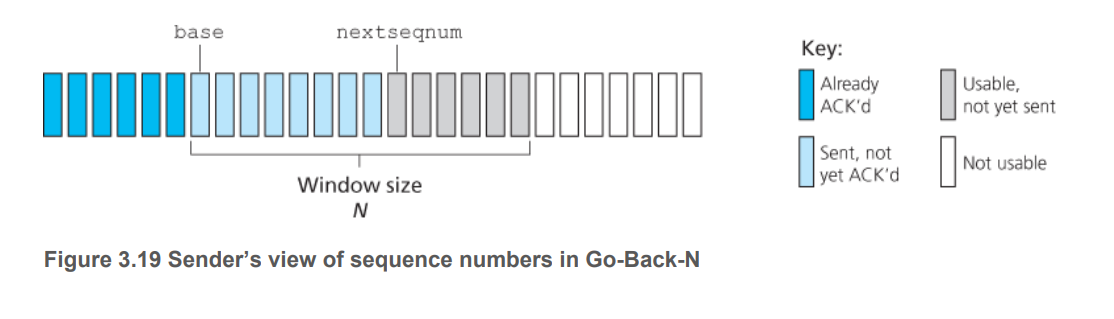 base
nextseqnum
Window size
N
Key:
Already
ACK'd
Usable,
not yet sent
Sent, not
yet ACK'd
Not usable
Figure 3.19 Sender's view of sequence numbers in Go-Back-N